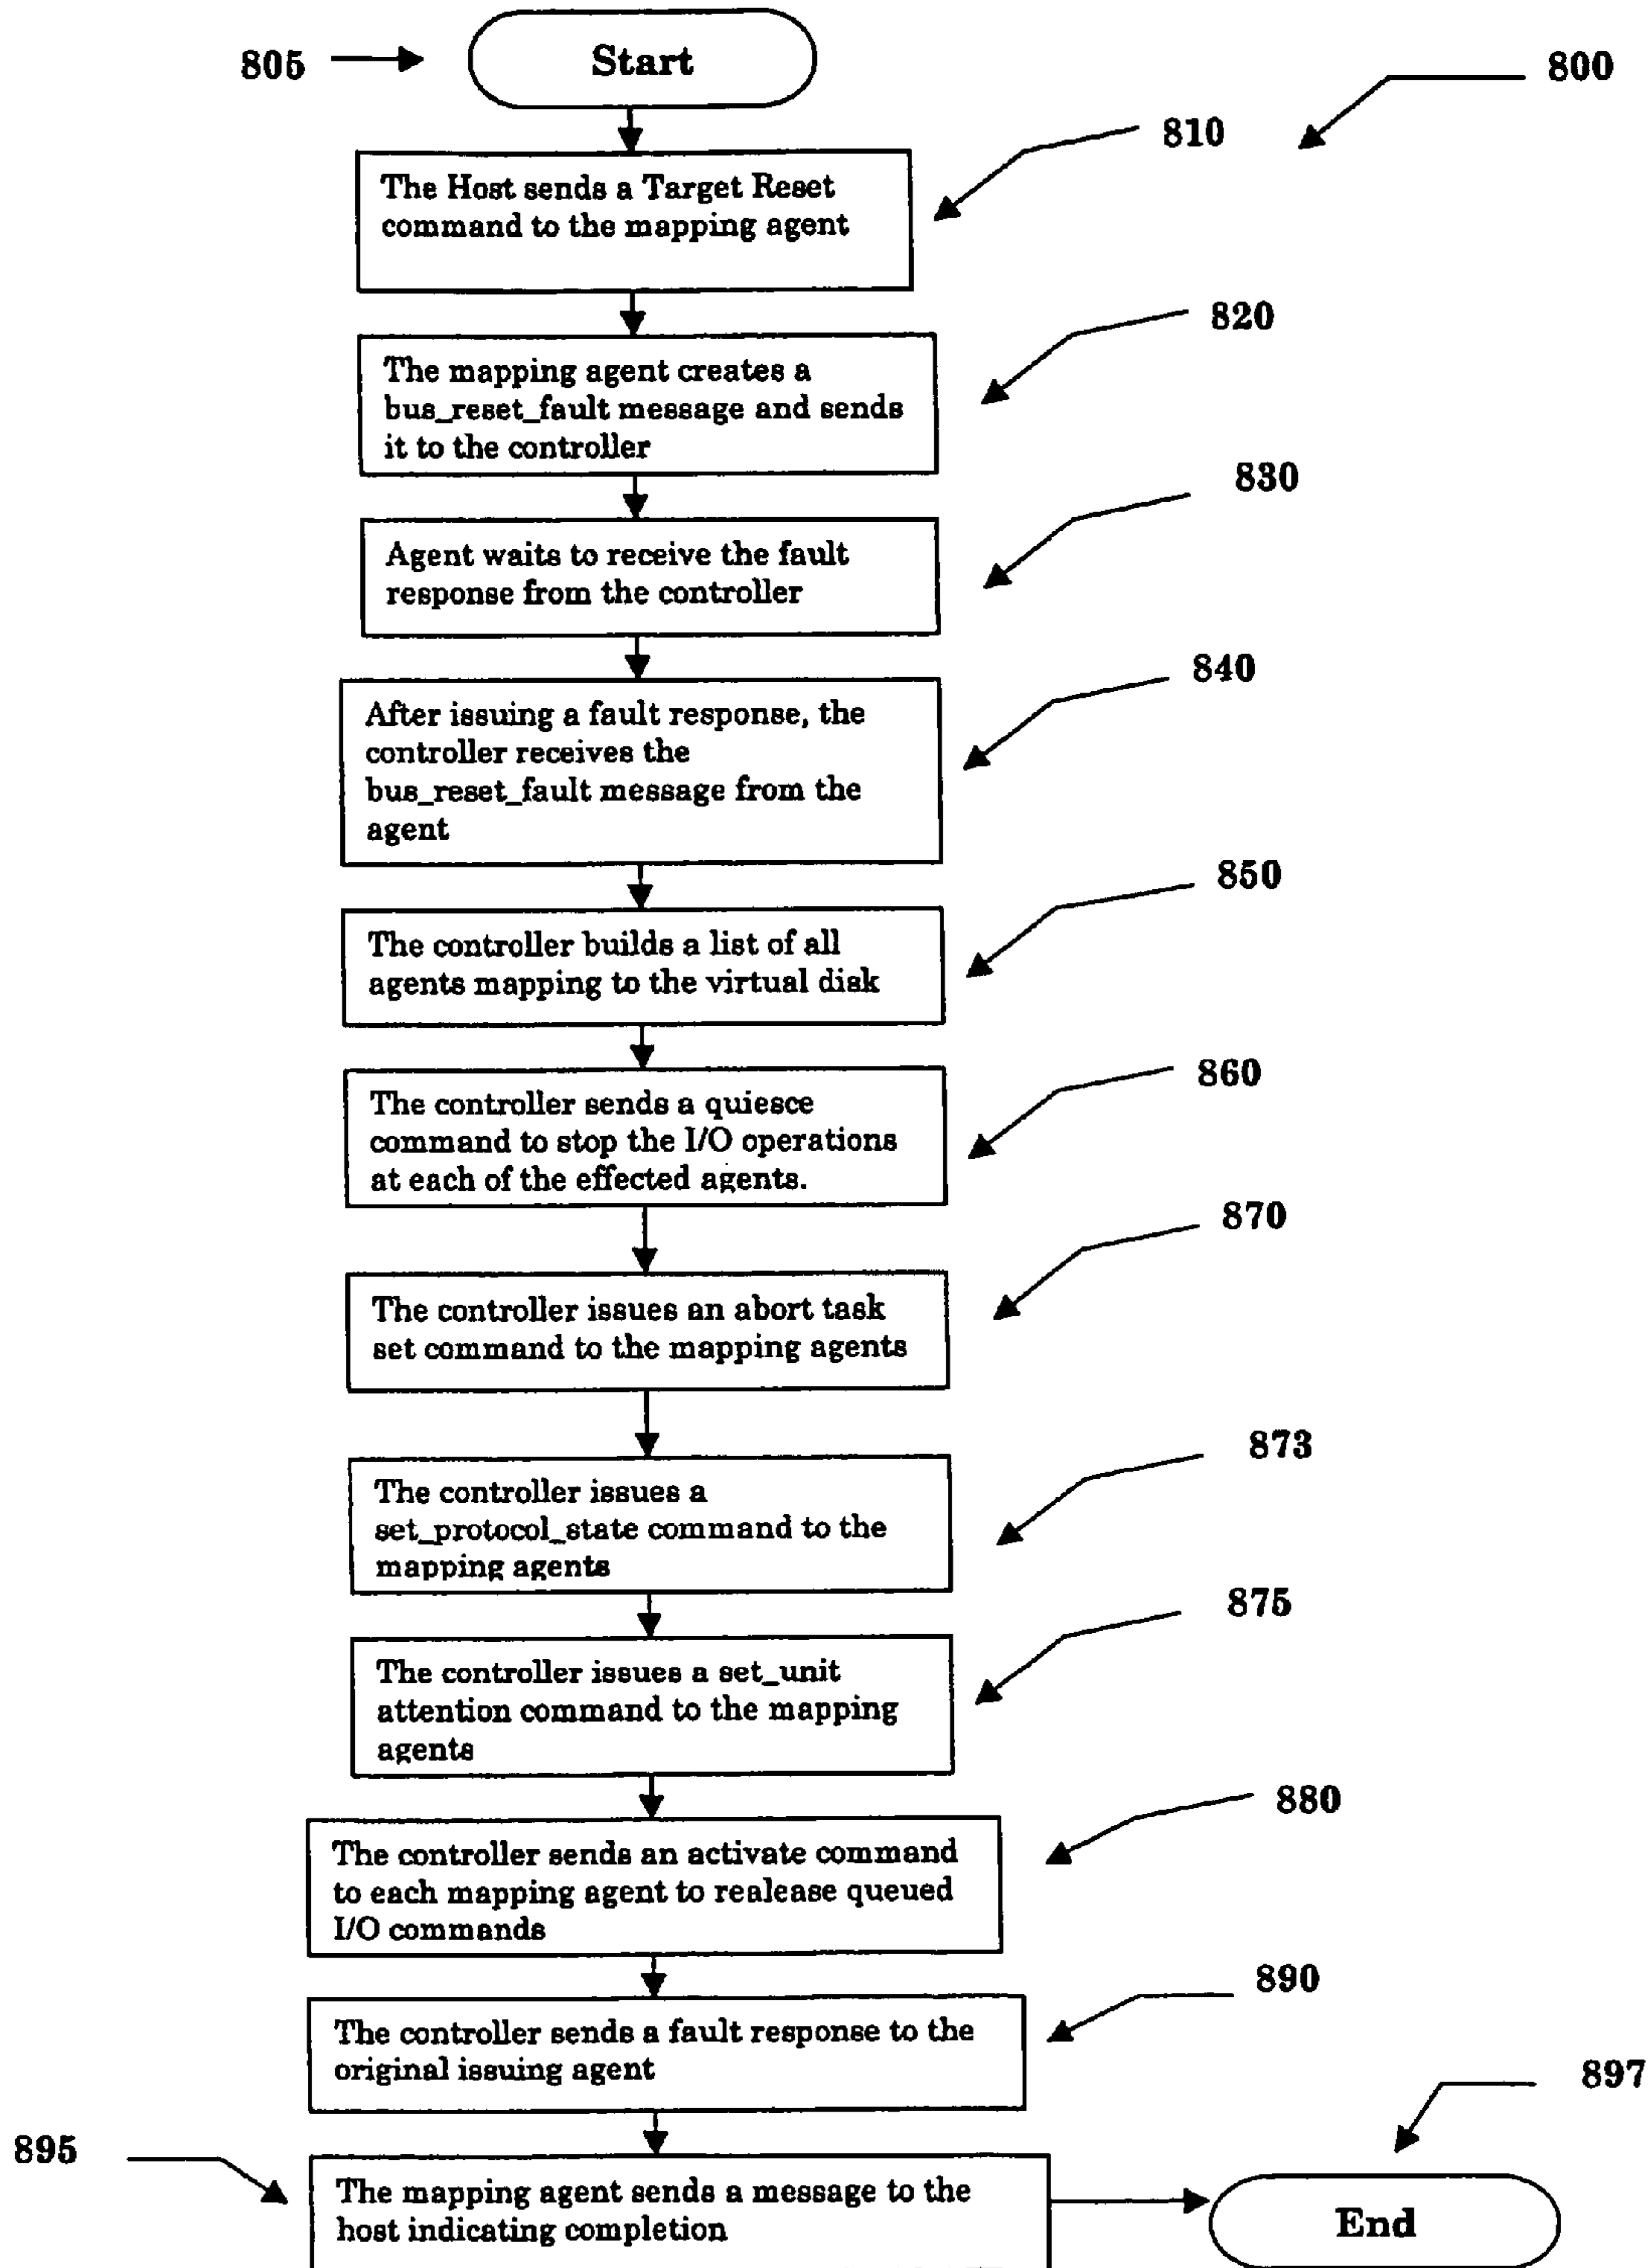 805
Start
800
810
The Host sends a Target Reset
command to the mapping agent
820
The mapping agent creates a
bus_reset_fault message and sends
it to the controller
830
Agent waits to receive the fault
response from the controller
840
After issuing a fault response, the
controller receives the
bus_reset_fault message from the
agent
850
The controller builds a list of all
agents mapping to the virtual disk
860
The controller sends a quiesce
command to stop the I/O operations
at each of the effected agents.
870
The controller issues an abort task
set command to the mapping agents
873
The controller issues a
set_protocol_state command to the
mapping agents
875
The controller issues a set_unit
attention command to the mapping
agents
880
The controller sends an activate command
to each mapping agent to realease queued
I/O commands
890
The controller sends a fault response to the
original issuing agent
897
895
The mapping agent sends a message to the
host indicating completion
End